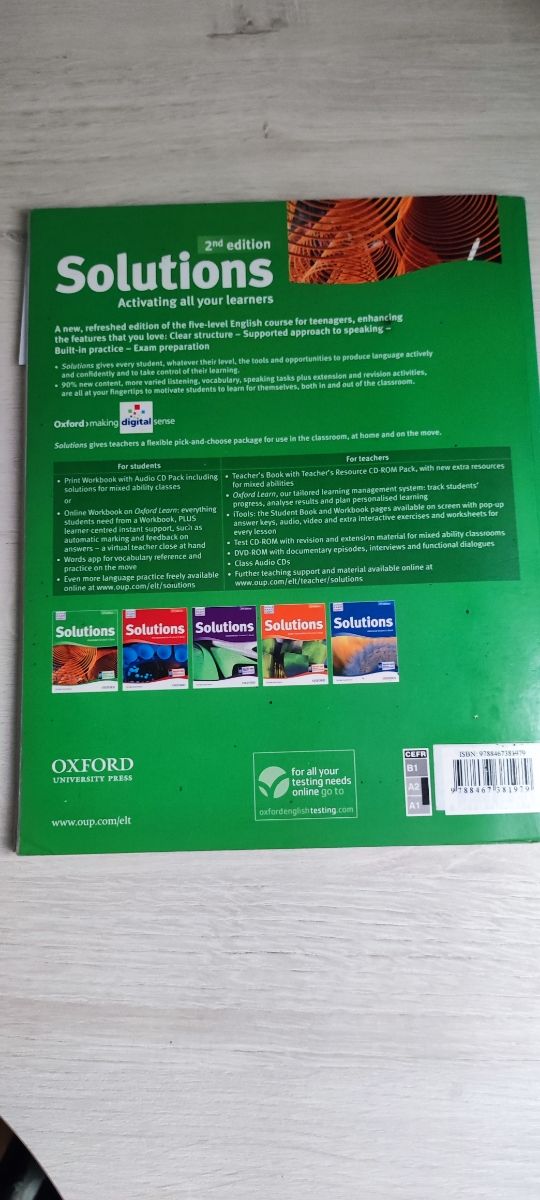 2nd edition
Solutions
Activating all your learners
A new, refreshed edition of the five-level English course for teenagers, enhancing
the features that you love: Clear structure – Supported approach to speaking –
Built-in practice – Exam preparation
• Solutions gives every student, whatever their level, the tools and opportunities to produce language actively
and confidently and to take control of their learning.
• 90% new content, more varied listening, vocabulary, speaking tasks plus extension and revision activities,
are all at your fingertips to motivate students to learn for themselves, both in and out of the classroom.
Oxford › making digital sense
Solutions gives teachers a flexible pick-and-choose package for use in the classroom, at home and on the move.
For students
• Print Workbook with Audio CD Pack including
solutions for mixed ability classes
or
• Online Workbook on Oxford Learn: everything
students need from a Workbook, PLUS
learner-centred instant support, such as
automatic marking and feedback on
answers – a virtual teacher close at hand
• Words app for vocabulary reference and
practice on the move
• Even more language practice freely available
online at www.oup.com/elt/solutions
For teachers
• Teacher's Book with Teacher's Resource CD-ROM Pack, with new extra resources
for mixed abilities
• Oxford Learn, our tailored learning management system: track students'
progress, analyse results and plan personalised learning
• iTools: the Student Book and Workbook pages available on screen with pop-up
answer keys, audio, video and extra interactive exercises and worksheets for
every lesson
• Test CD-ROM with revision and extension material for mixed ability classrooms
• DVD-ROM with documentary episodes, interviews and functional dialogues
• Class Audio CDs
• Further teaching support and material available online at
www.oup.com/elt/teacher/solutions
Solutions
Solutions
Solutions
Solutions
Solutions
OXFORD
UNIVERSITY PRESS
www.oup.com/elt
for all your
testing needs
online go to
oxfordenglishtesting.com
CEFR
B1
A2
A1
ISBN: 9788467381979
9 788467 381979